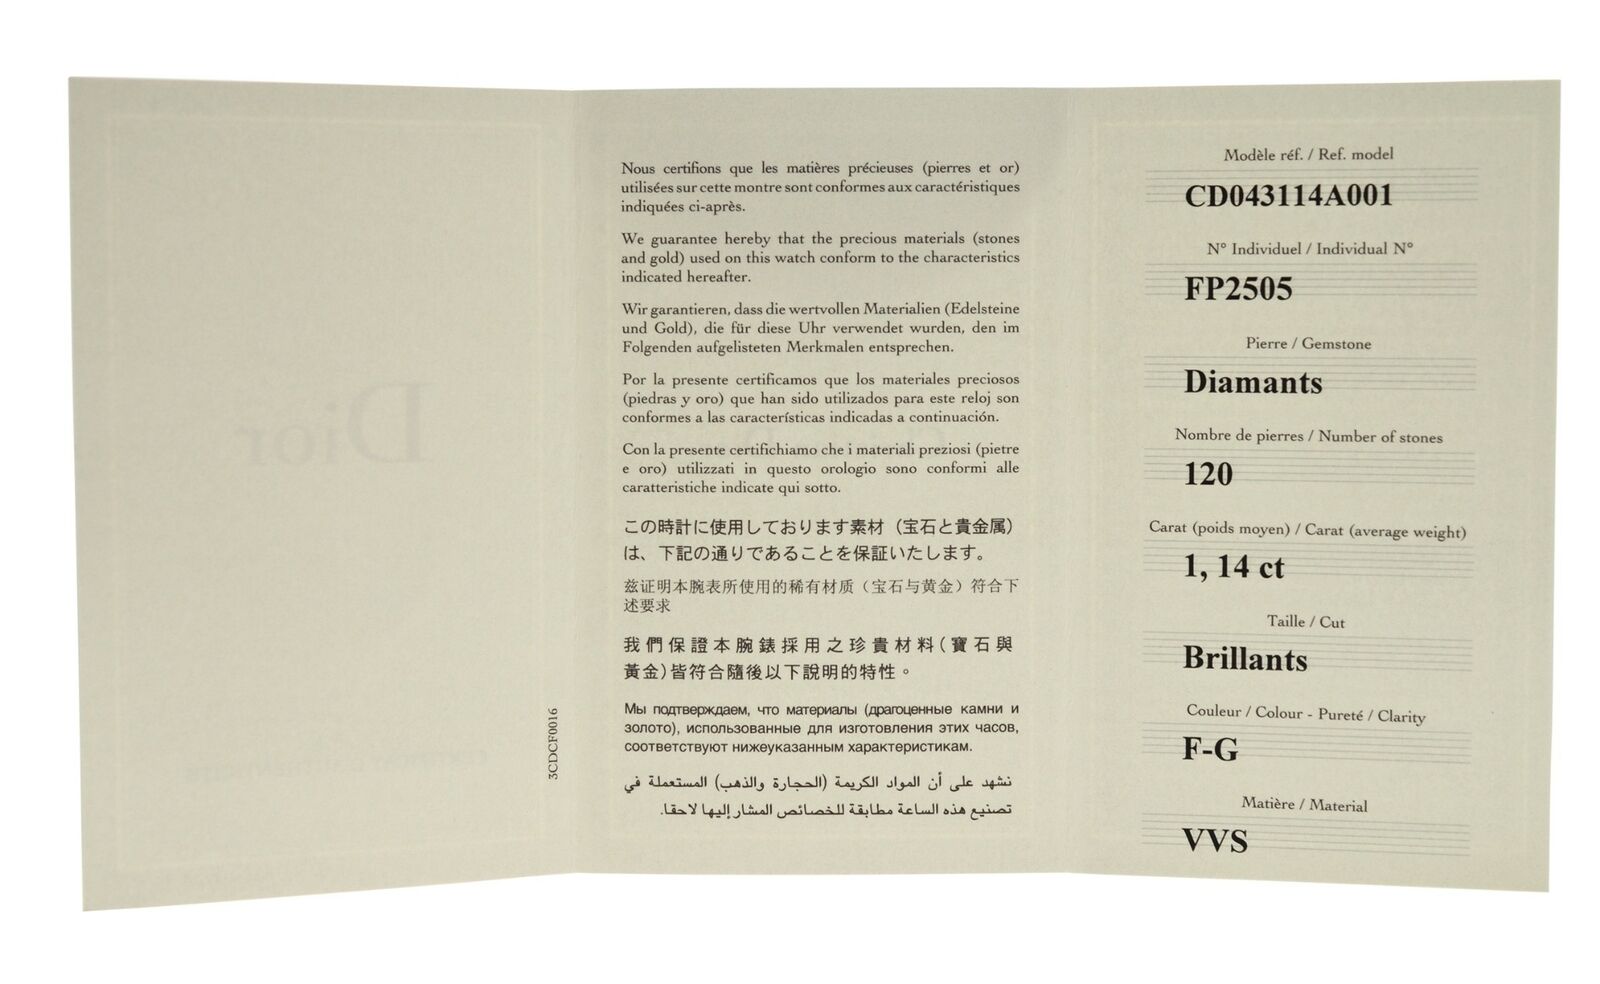 Nous certifions que les matières précieuses (pierres et or)
utilisées sur cette montre sont conformes aux caractéristiques
indiquées ci-après.
We guarantee hereby that the precious materials (stones
and gold) used on this watch conform to the characteristics
indicated hereafter.
Wir garantieren, dass die wertvollen Materialien (Edelsteine
und Gold), die für diese Uhr verwendet wurden, den im
Folgenden aufgelisteten Merkmalen entsprechen.
Por la presente certificamos que los materiales preciosos
(piedras y oro) que han sido utilizados para este reloj son
conformes a las características indicadas a continuación.
Con la presente certifichiamo che i materiali preziosi (pietre
e oro) utilizzati in questo orologio sono conformi alle
caratteristiche indicate qui sotto.
この時計に使用しております素材（宝石と貴金属）
は、下記の通りであることを保証いたします。
兹证明本腕表所使用的稀有材质（宝石与黄金）符合下
述要求
我們保證本腕錶採用之珍貴材料(寶石與
黃金)皆符合隨後以下說明的特性。
Мы подтверждаем, что материалы (драгоценные камни и
золото), использованные для изготовления этих часов,
соответствуют нижеуказанным характеристикам.
نشهد على أن المواد الكريمة (الحجارة والذهب) المستعملة في
تصنيع هذه الساعة مطابقة للخصائص المشار إليها لاحقا.
3CDCF0016
Dior
Modèle réf. / Ref. model
CD043114A001
N° Individuel / Individual N°
FP2505
Pierre / Gemstone
Diamants
Nombre de pierres / Number of stones
120
Carat (poids moyen) / Carat (average weight)
1, 14 ct
Taille / Cut
Brillants
Couleur / Colour - Pureté / Clarity
F-G
Matière / Material
VVS